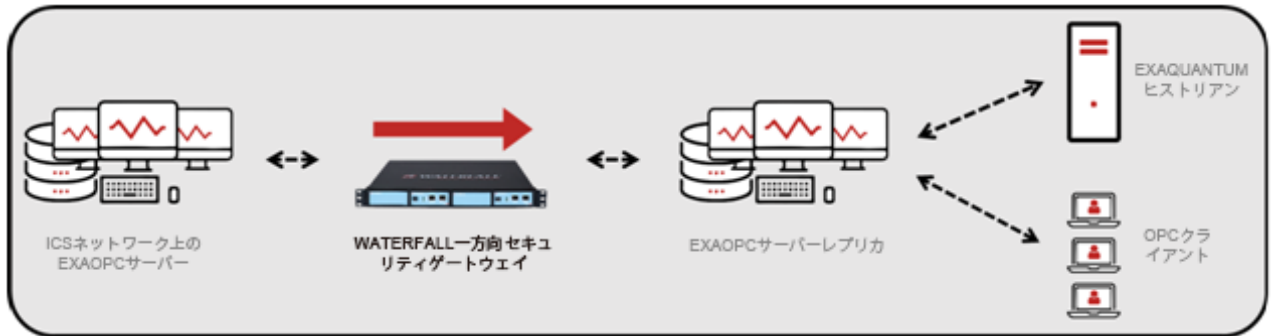 ICSネットワーク上の
EXAOPCサーバー
WATERFALL一方向セキュ
リティゲートウェイ
EXAOPCサーバーレプリカ
EXAQUANTUM
ヒストリアン
OPCクラ
イアント